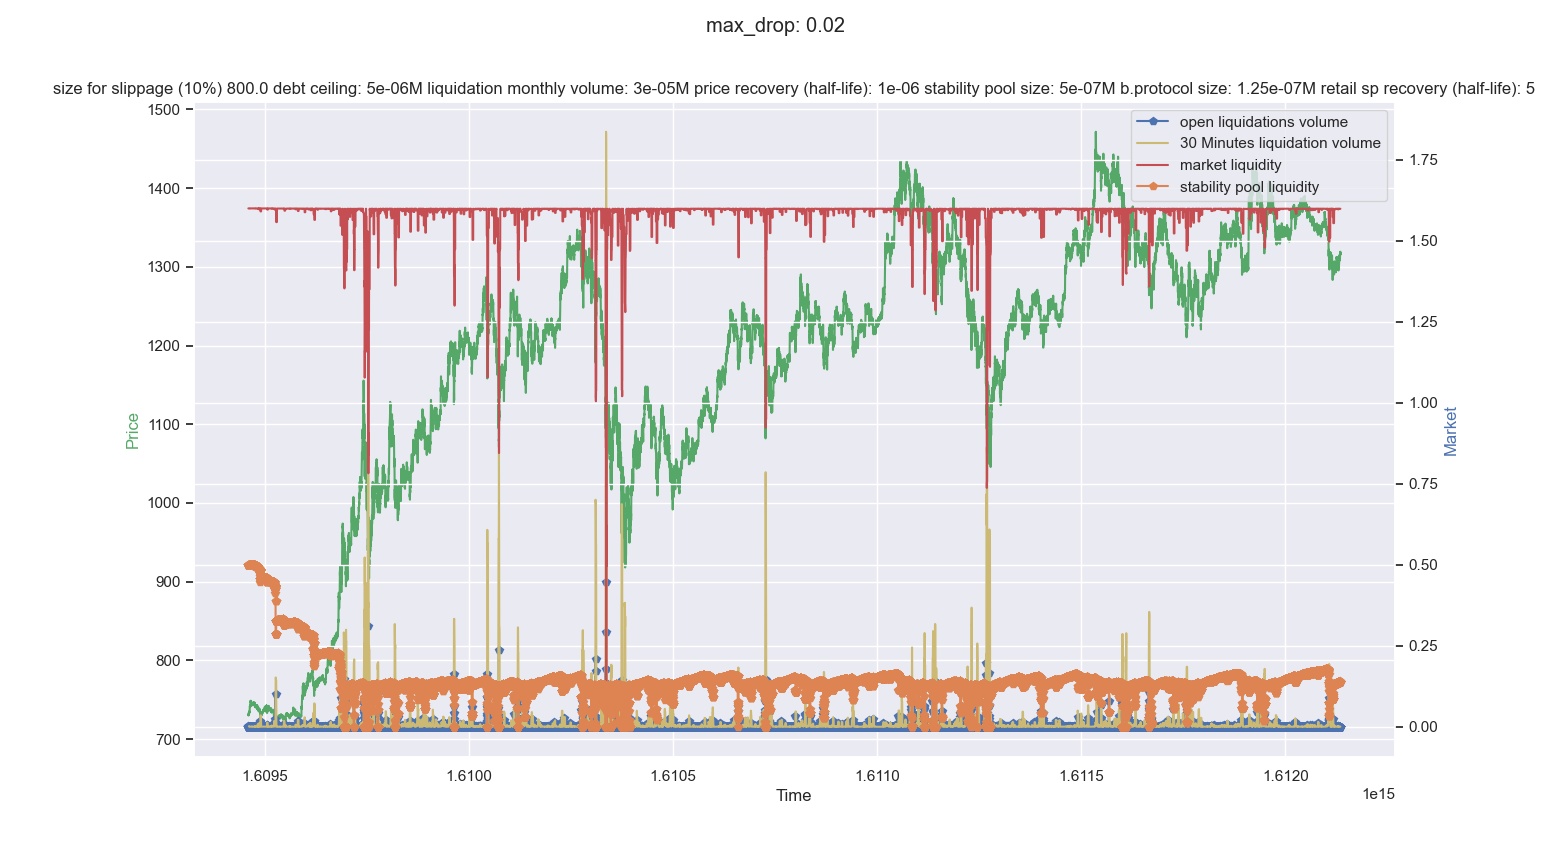 max_drop: 0.02
size for slippage (10%) 800.0 debt ceiling: 5e-06M liquidation monthly volume: 3e-05M price recovery (half-life): 1e-06 stability pool size: 5e-07M b.protocol size: 1.25e-07M retail sp recovery (half-life): 5
open liquidations volume
30 Minutes liquidation volume
market liquidity
stability pool liquidity
Price
1500
1400
1300
1200
1100
1000
900
800
700
Market
1.75
1.50
1.25
1.00
0.75
0.50
0.25
0.00
1.6095 1.6100 1.6105 1.6110 1.6115 1.6120
Time
1e15